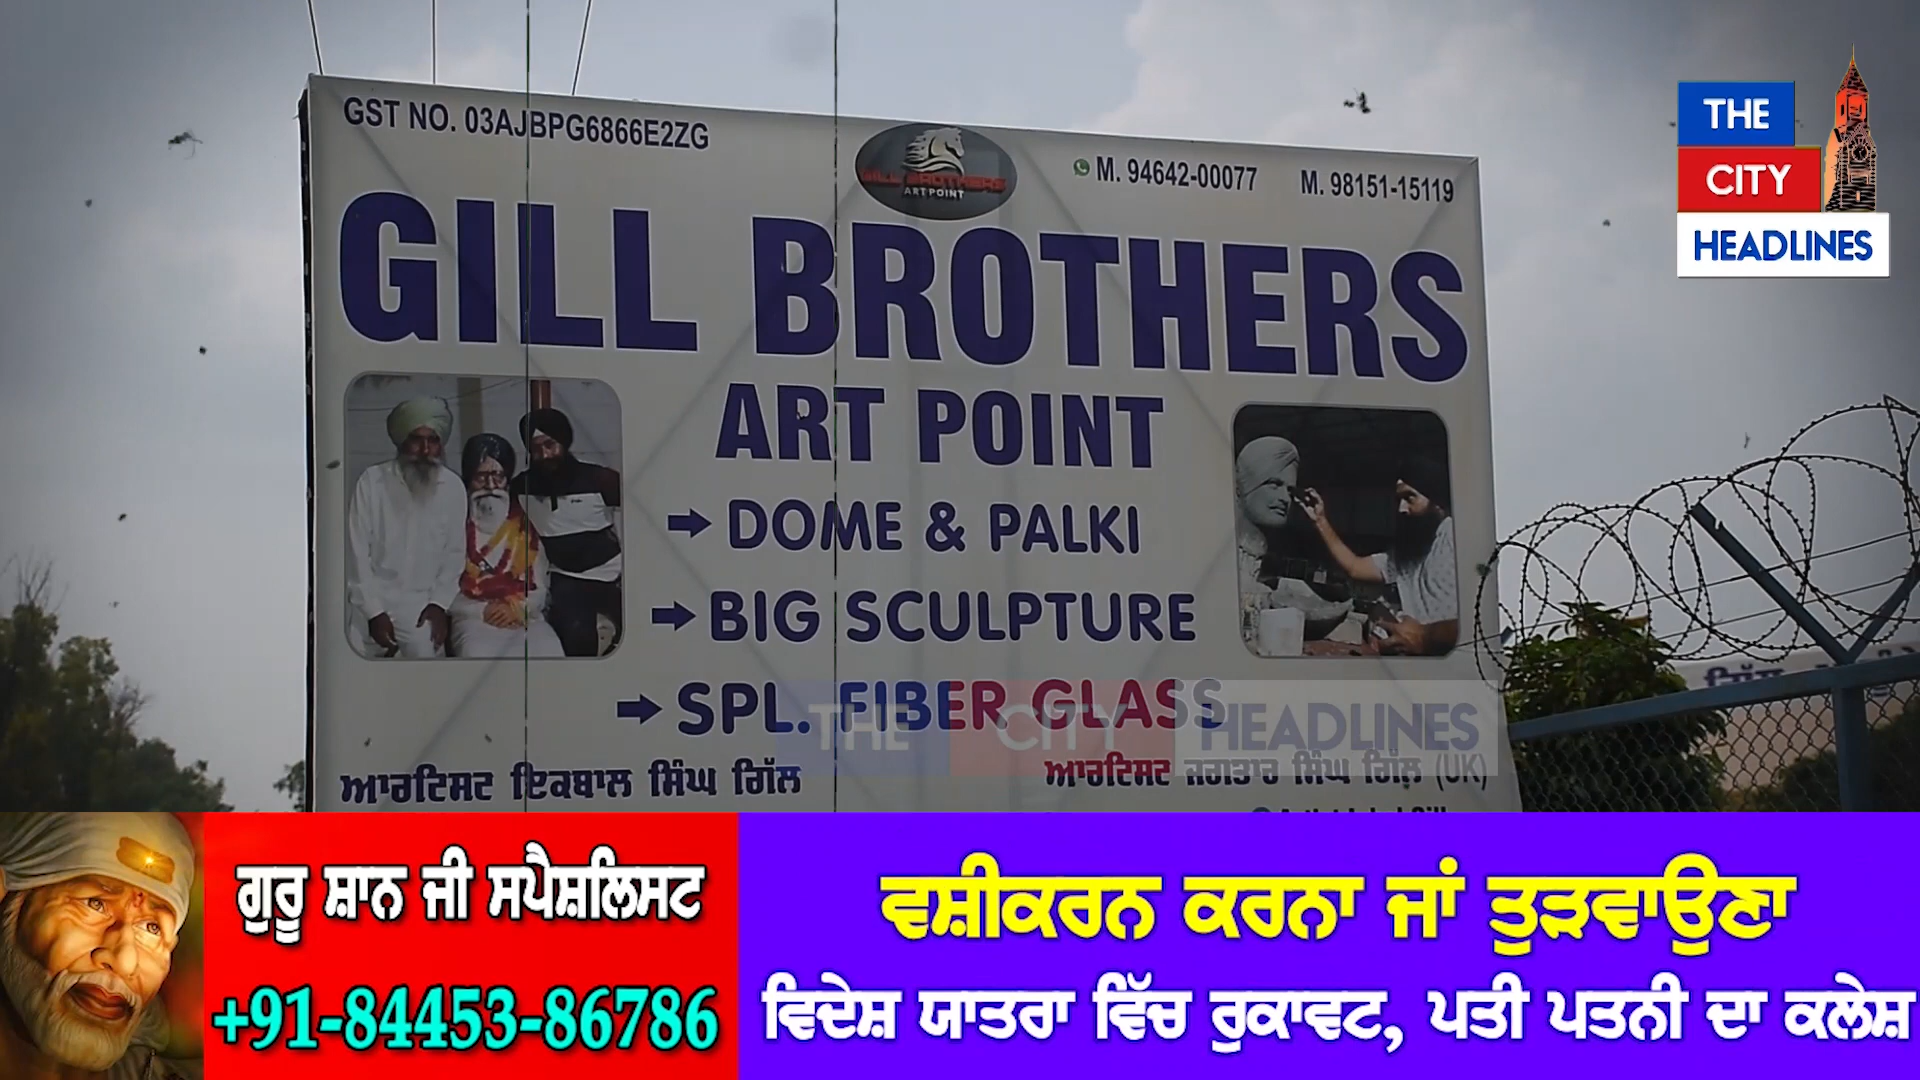 GST NO. 03AJBPG6866E2ZG
GILL BROTHERS
ART POINT
M. 94642-00077 M. 98151-15119
THE
CITY
HEADLINES
GILL BROTHERS
ART POINT
DOME & PALKI
BIG SCULPTURE
SPL. FIBER GLASS
THE CITY HEADLINES
ਆਰਟਿਸਟ ਇਕਬਾਲ ਸਿੰਘ ਗਿੱਲ
ਆਰਟਿਸਟ ਜਗਤਾਰ ਸਿੰਘ ਗਿੱਲ (UK)
ਗੁਰੂ ਸ਼ਾਨ ਜੀ ਸਪੈਸ਼ਲਿਸਟ
+91-84453-86786
ਵਸ਼ੀਕਰਨ ਕਰਨਾ ਜਾਂ ਤੁੜਵਾਉਣਾ
ਵਿਦੇਸ਼ ਯਾਤਰਾ ਵਿੱਚ ਰੁਕਾਵਟ, ਪਤੀ ਪਤਨੀ ਦਾ ਕਲੇਸ਼